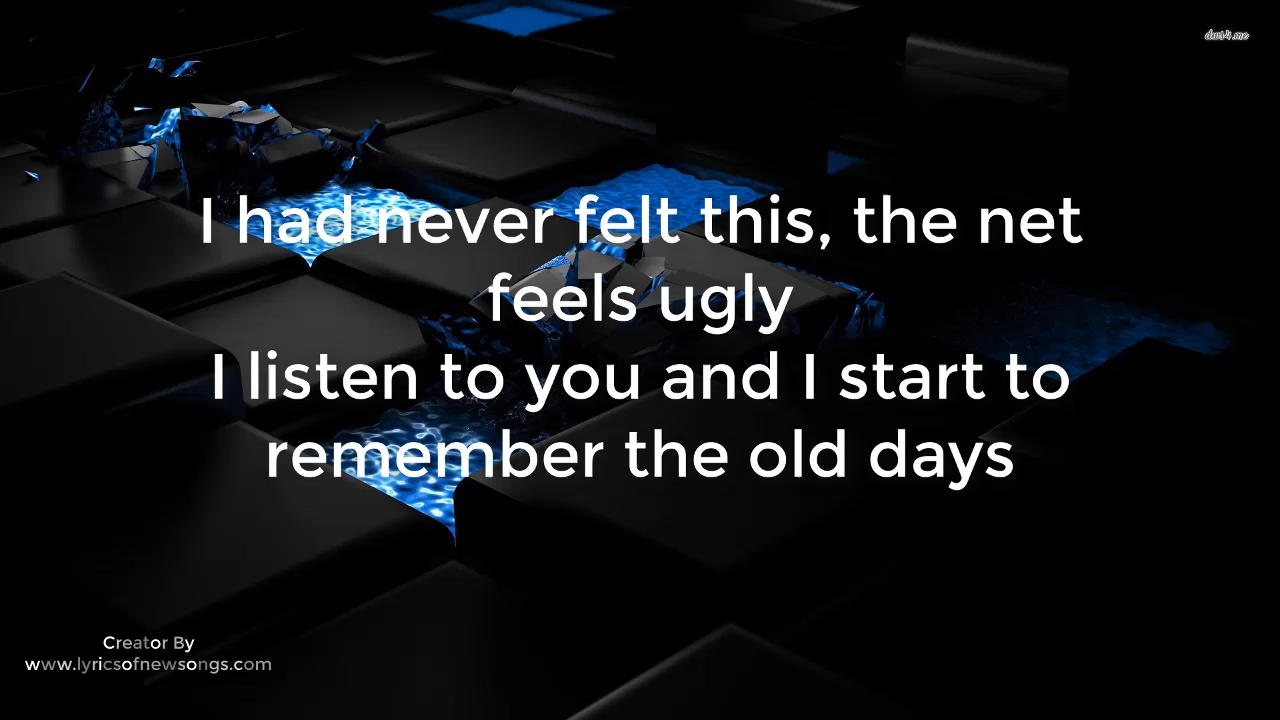 I had never felt this, the net
feels ugly
I listen to you and I start to
remember the old days
Creator By
www.lyricsofnewsongs.com